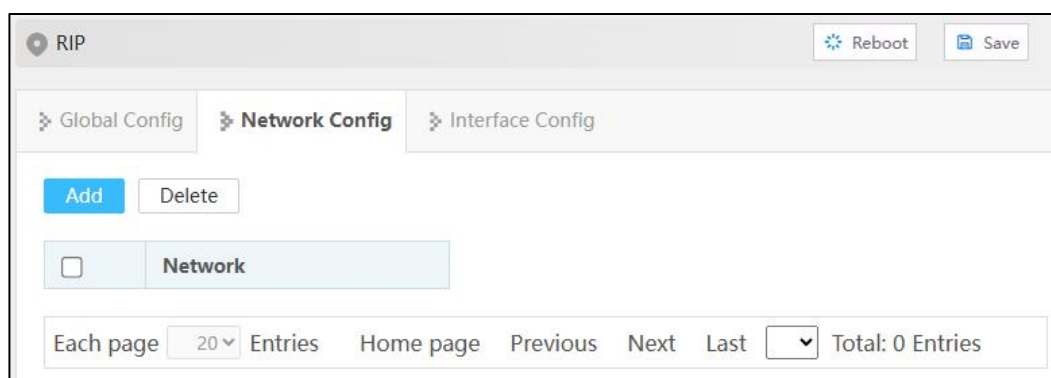 RIP Reboot Save
Global Config Network Config Interface Config
Add Delete
Network
Each page 20 Entries Home page Previous Next Last Total: 0 Entries